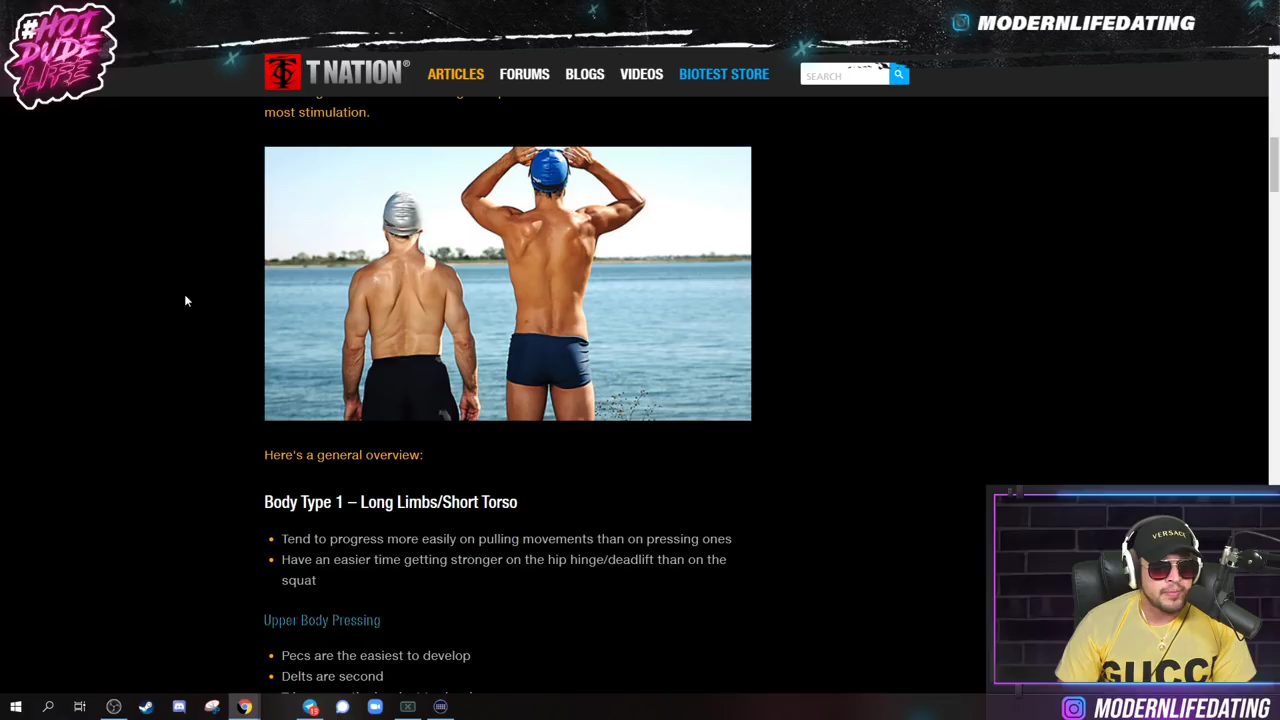 #HOT
DUDE
LIFE
MODERNLIFEDATING
T NATION®
ARTICLES
FORUMS
BLOGS
VIDEOS
BIOTEST STORE
SEARCH
most stimulation.
Here's a general overview:
Body Type 1 – Long Limbs/Short Torso
• Tend to progress more easily on pulling movements than on pressing ones
• Have an easier time getting stronger on the hip hinge/deadlift than on the
squat
Upper Body Pressing
• Pecs are the easiest to develop
• Delts are second
VERSACE
GUCCI
MODERNLIFEDATING